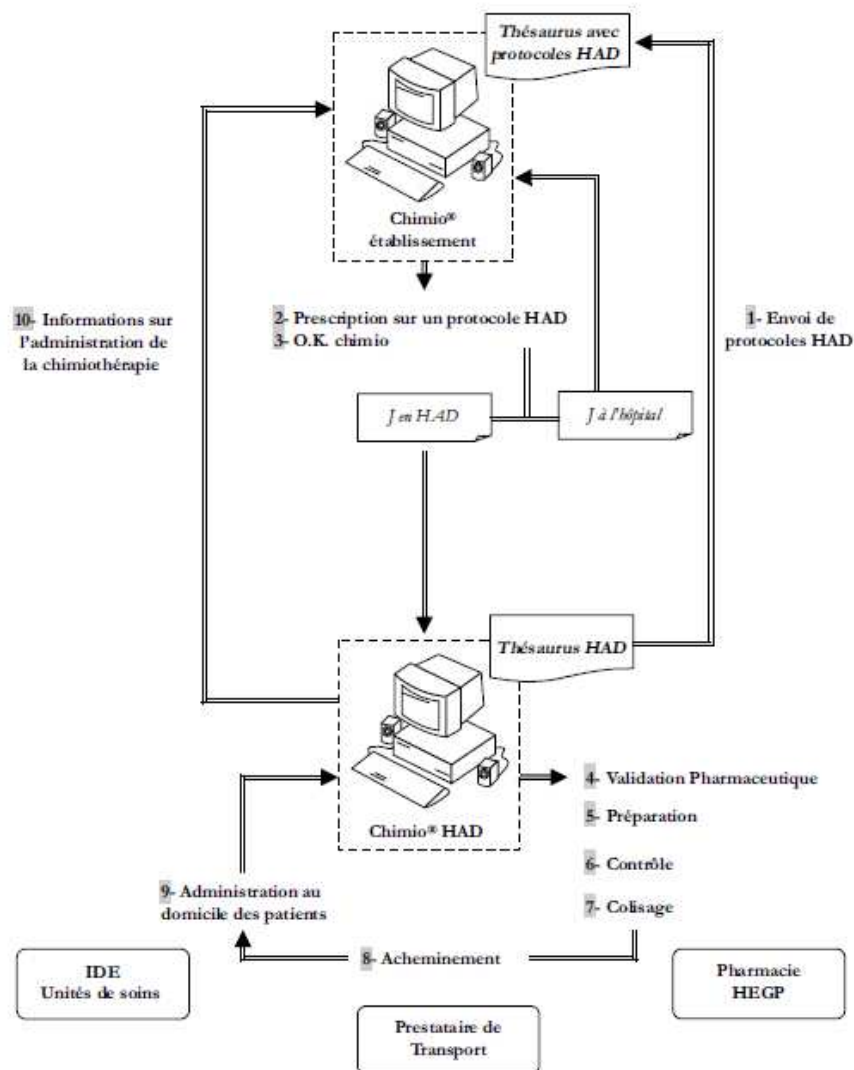 Thésaurus avec
protocoles HAD
Chimio®
établissement
10- Informations sur
l'administration de
la chimiothérapie
2- Prescription sur un protocole HAD
3- O.K. chimio
1- Envoi de
protocoles HAD
J en HAD
J à l'hôpital
Thésaurus HAD
Chimio® HAD
4- Validation Pharmaceutique
5- Préparation
6- Contrôle
7- Colisage
9- Administration au
domicile des patients
8- Acheminement
IDE
Unités de soins
Pharmacie
HEGP
Prestataire de
Transport